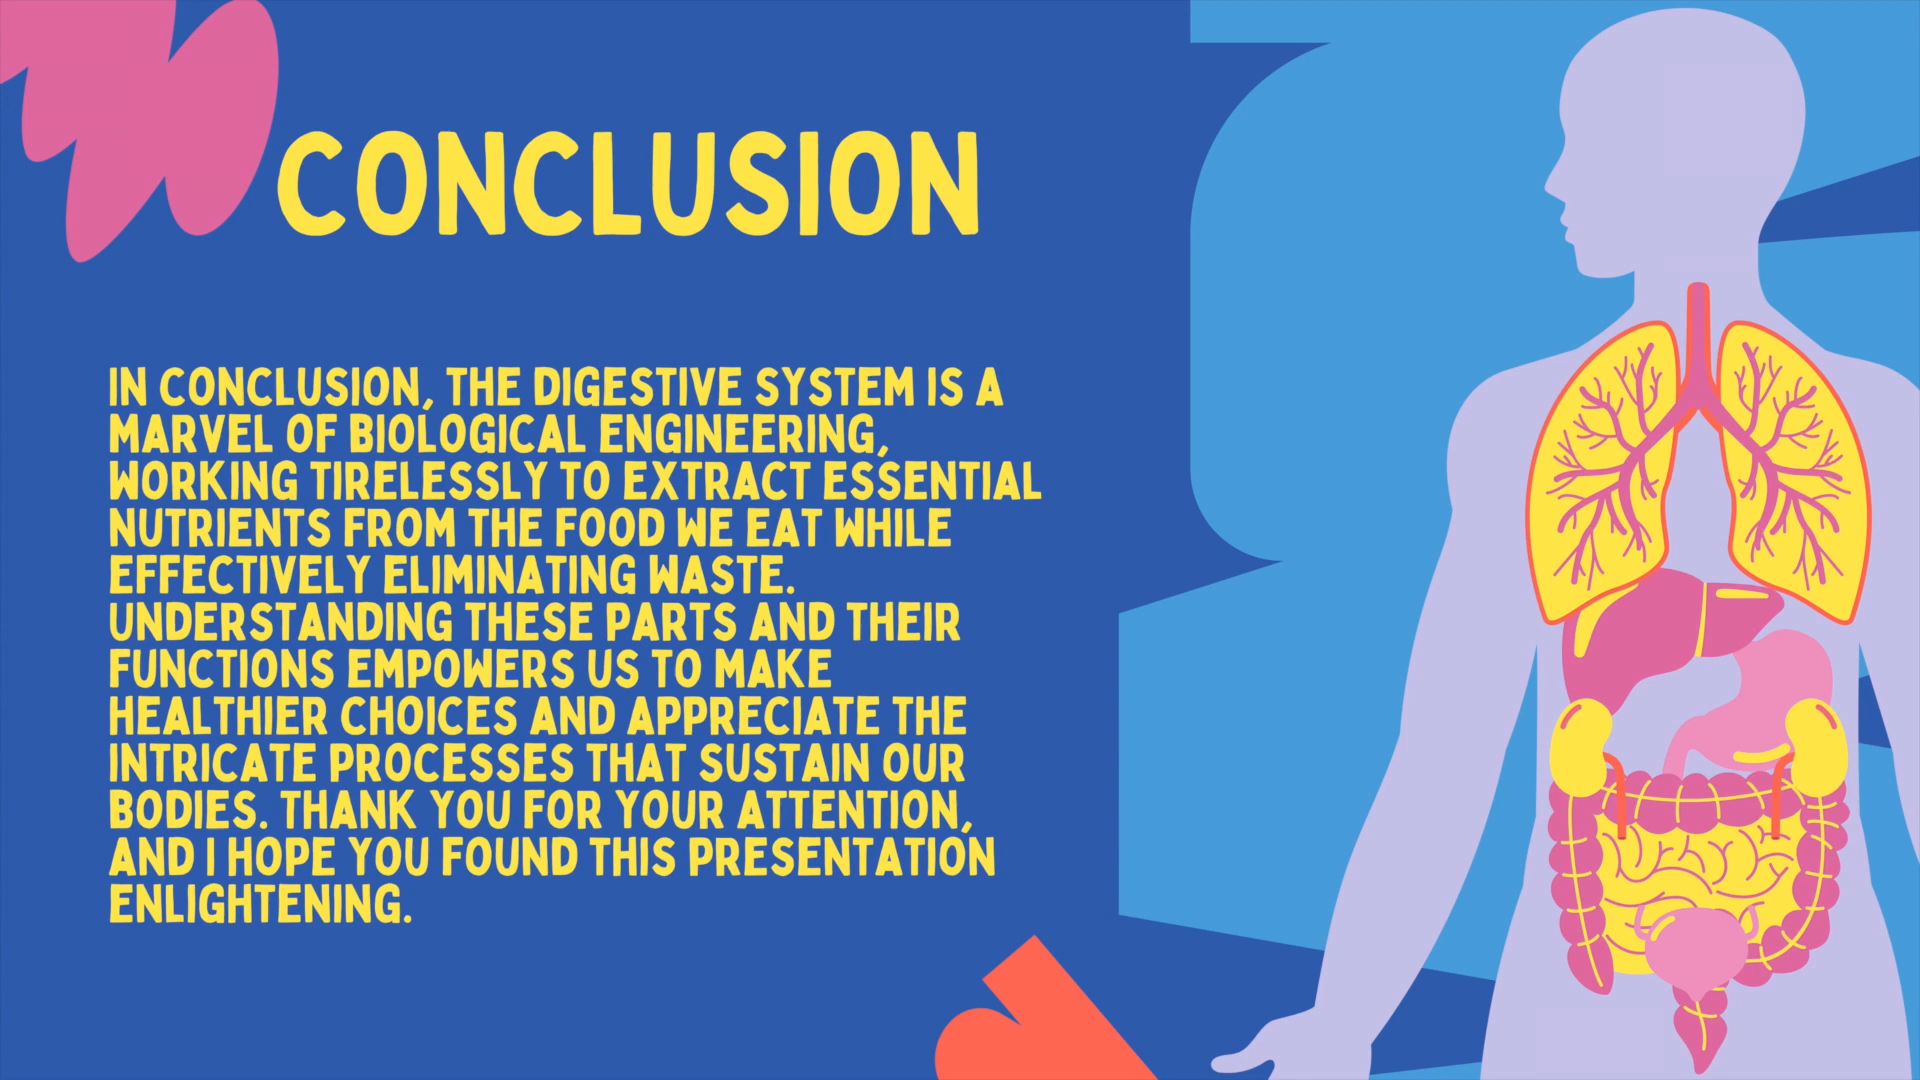 CONCLUSION
IN CONCLUSION, THE DIGESTIVE SYSTEM IS A
MARVEL OF BIOLOGICAL ENGINEERING,
WORKING TIRELESSLY TO EXTRACT ESSENTIAL
NUTRIENTS FROM THE FOOD WE EAT WHILE
EFFECTIVELY ELIMINATING WASTE.
UNDERSTANDING THESE PARTS AND THEIR
FUNCTIONS EMPOWERS US TO MAKE
HEALTHIER CHOICES AND APPRECIATE THE
INTRICATE PROCESSES THAT SUSTAIN OUR
BODIES. THANK YOU FOR YOUR ATTENTION,
AND I HOPE YOU FOUND THIS PRESENTATION
ENLIGHTENING.